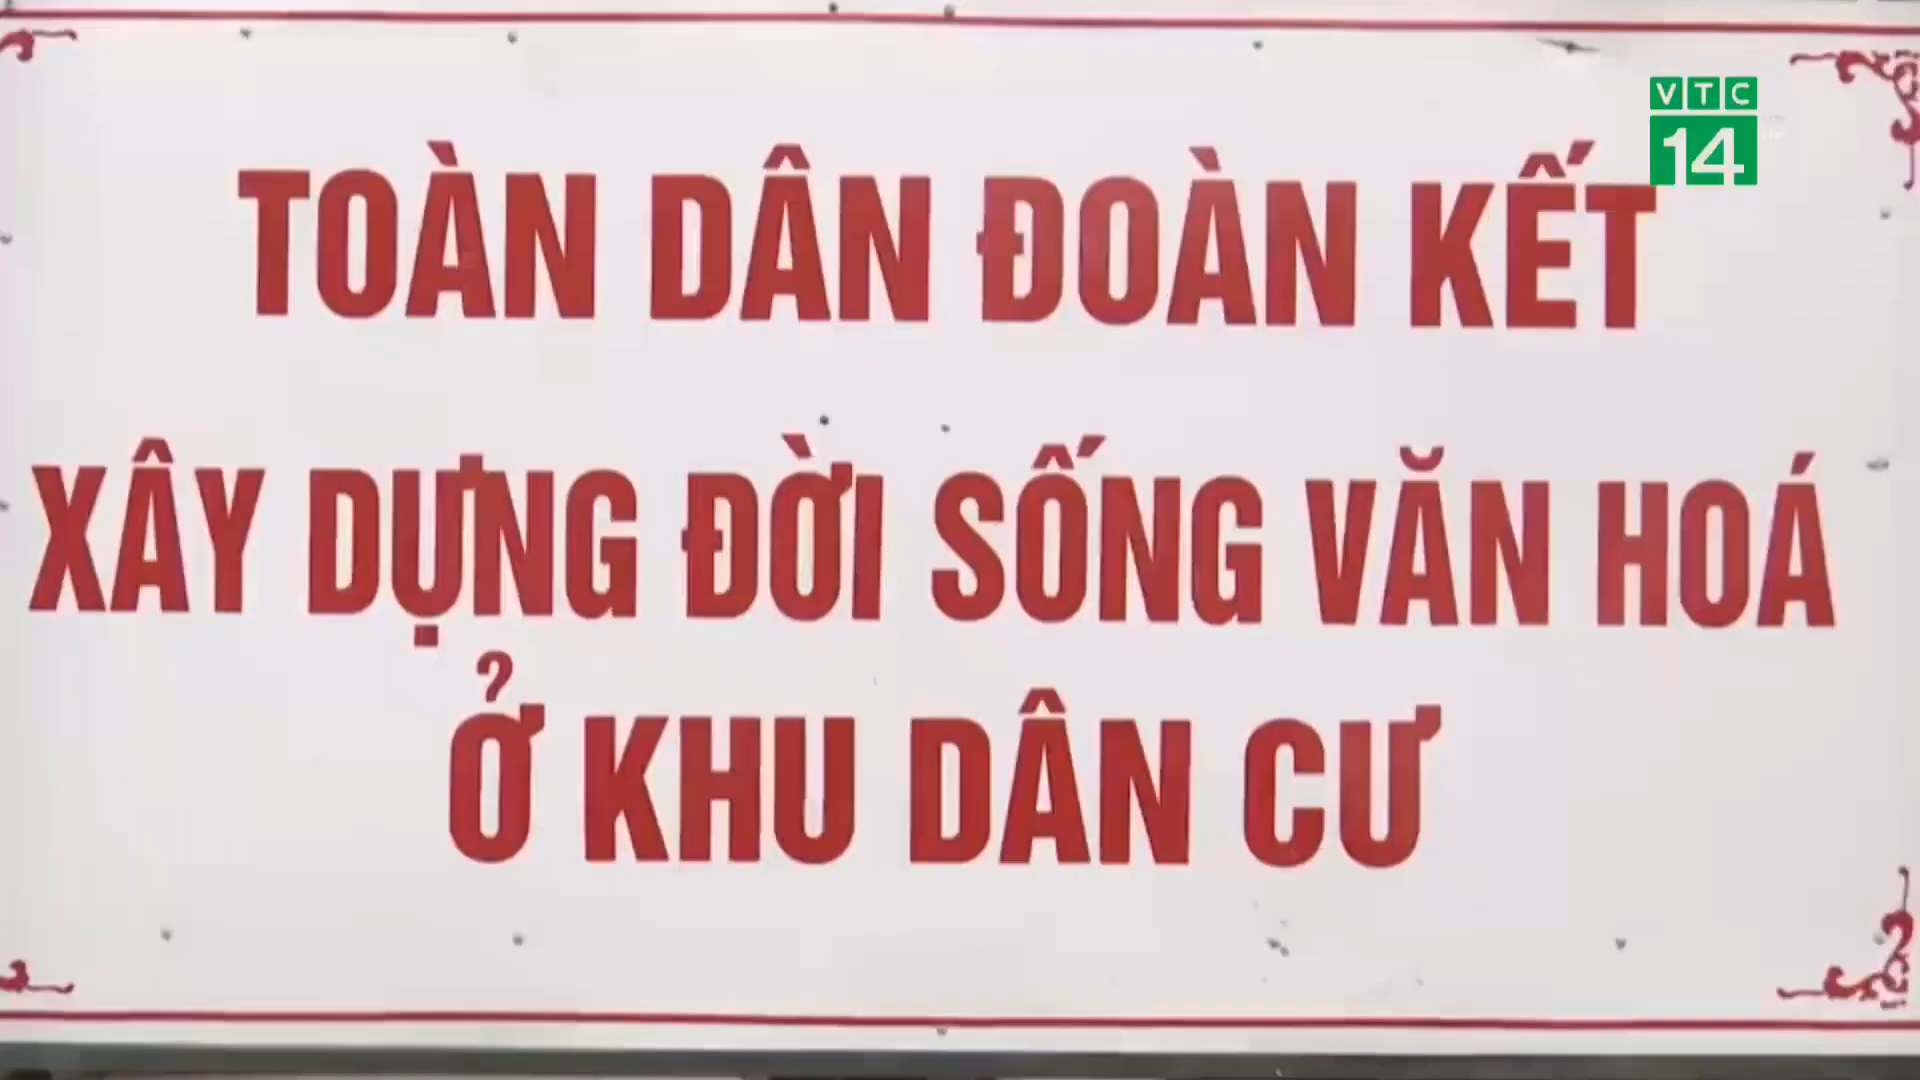 VTC
14
TOÀN DÂN ĐOÀN KẾT
XÂY DỰNG ĐỜI SỐNG VĂN HOÁ
Ở KHU DÂN CƯ